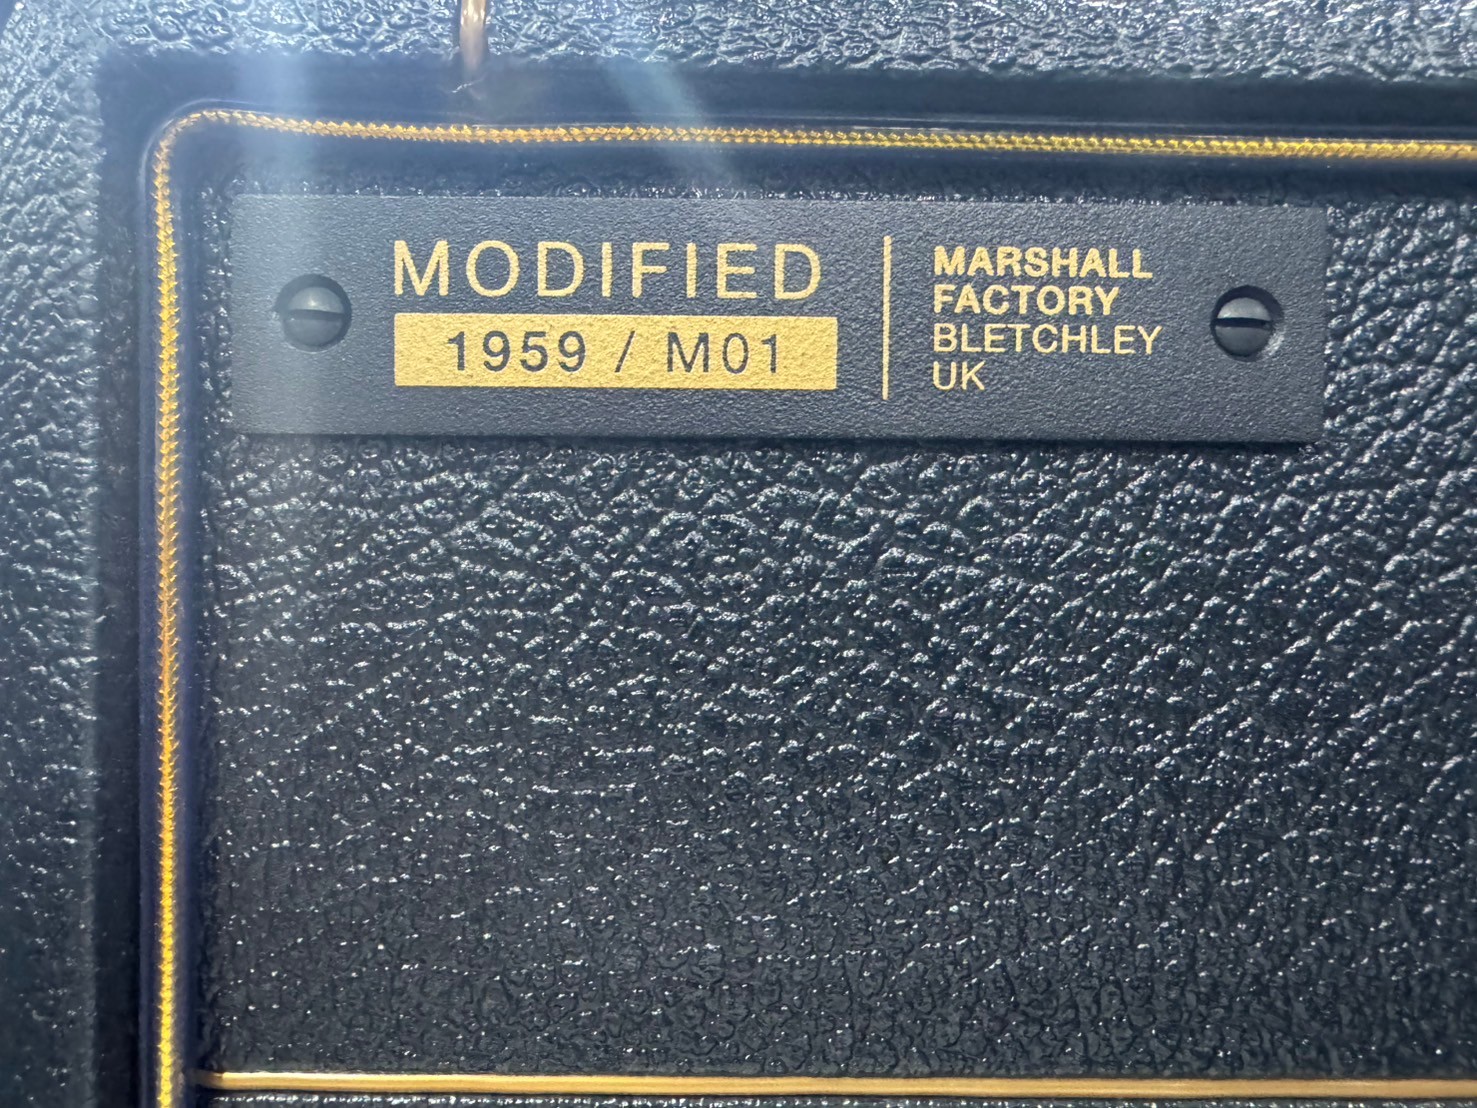 MODIFIED
1959 / M01
MARSHALL
FACTORY
BLETCHLEY
UK